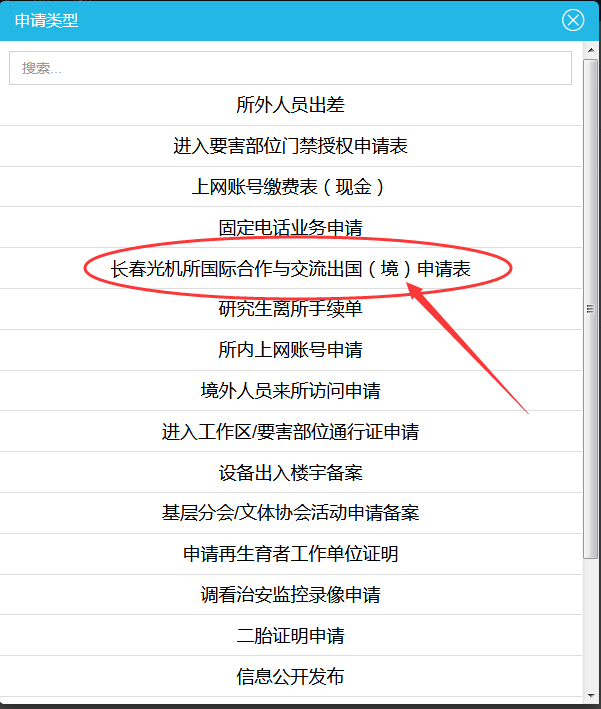 申请类型
搜索...
所外人员出差
进入要害部位门禁授权申请表
上网账号缴费表（现金）
固定电话业务申请
长春光机所国际合作与交流出国（境）申请表
研究生离所手续单
所内上网账号申请
境外人员来所访问申请
进入工作区/要害部位通行证申请
设备出入楼宇备案
基层分会/文体协会活动申请备案
申请再生育者工作单位证明
调看治安监控录像申请
二胎证明申请
信息公开发布